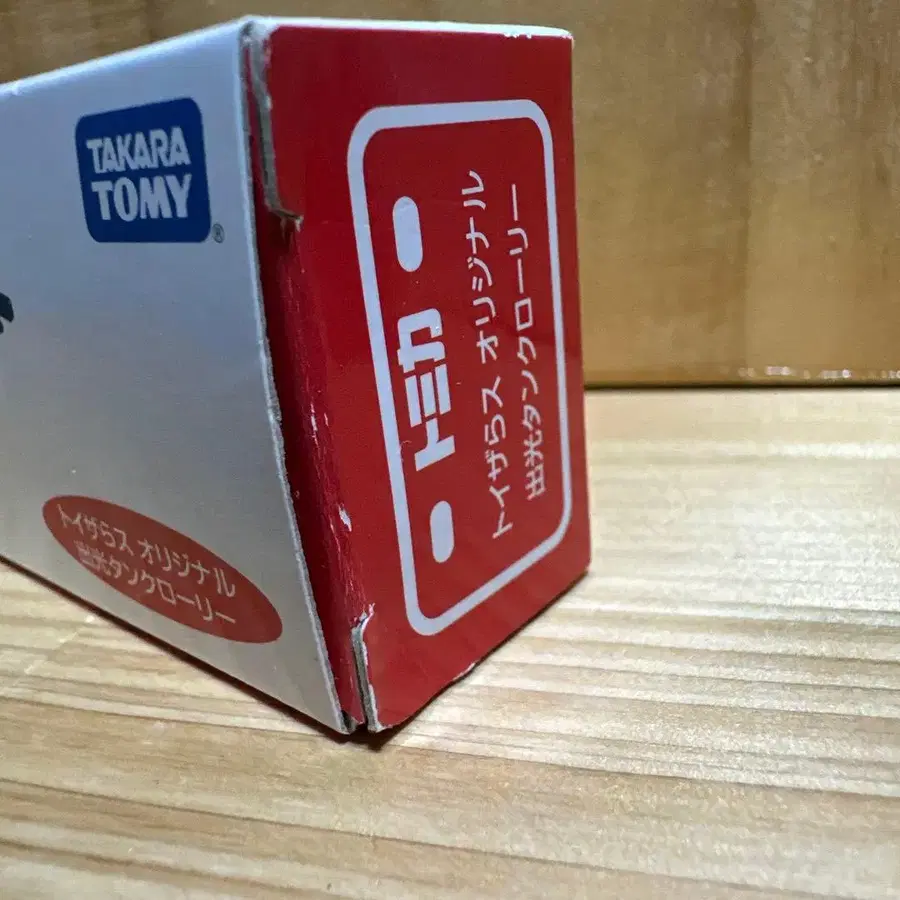 TAKARA
TOMY
®
トイザらス オリジナル
出光タンクローリー
トミカ
トイザらス オリジナル
出光タンクローリー